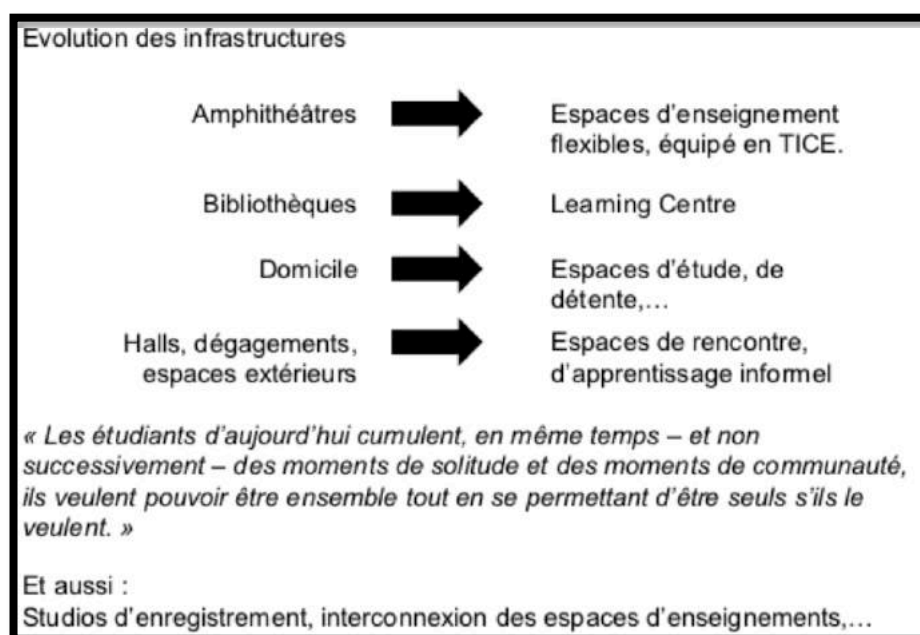 Evolution des infrastructures
Amphithéâtres
Espaces d'enseignement
flexibles, équipé en TICE.
Bibliothèques
Learning Centre
Domicile
Espaces d'étude, de
détente,…
Halls, dégagements,
espaces extérieurs
Espaces de rencontre,
d'apprentissage informel
« Les étudiants d'aujourd'hui cumulent, en même temps – et non
successivement – des moments de solitude et des moments de communauté,
ils veulent pouvoir être ensemble tout en se permettant d'être seuls s'ils le
veulent. »
Et aussi :
Studios d'enregistrement, interconnexion des espaces d'enseignements,…